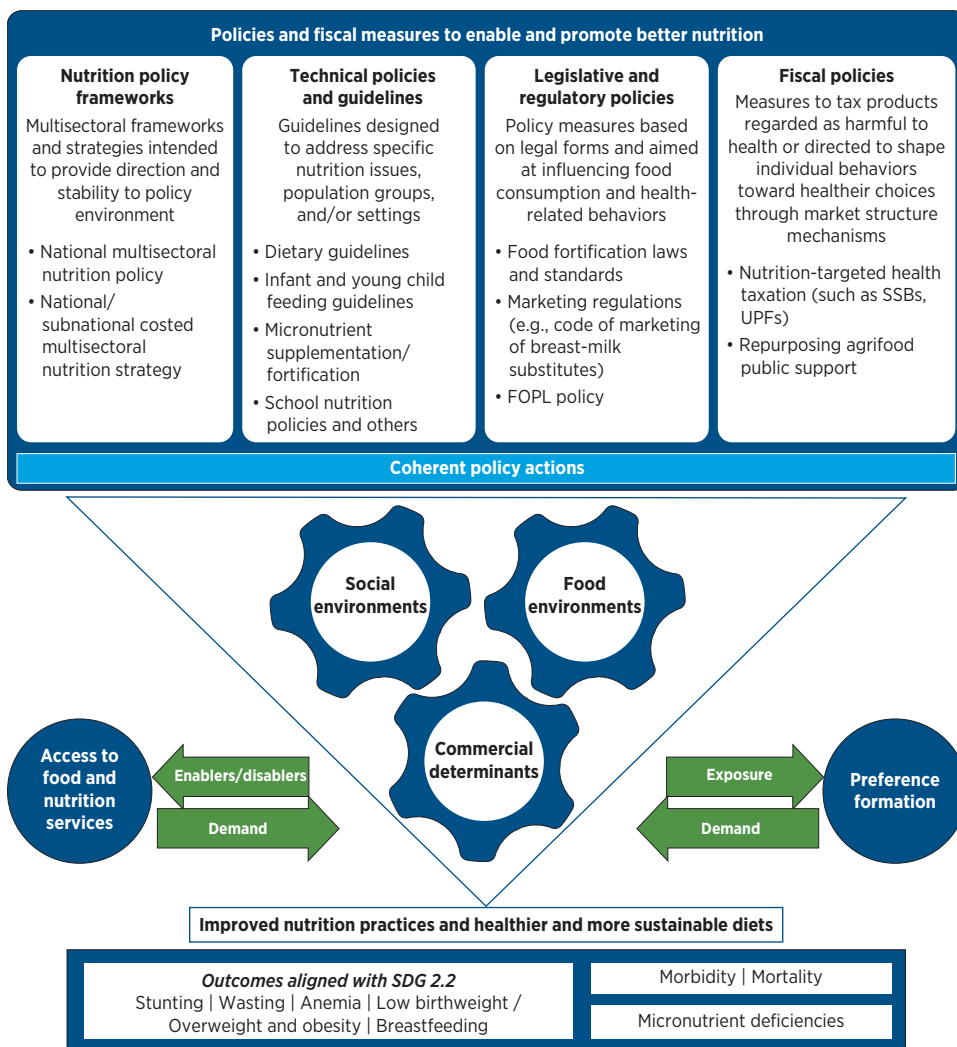 Policies and fiscal measures to enable and promote better nutrition
Nutrition policy
frameworks
Multisectoral frameworks
and strategies intended
to provide direction and
stability to policy
environment
• National multisectoral
nutrition policy
• National/
subnational costed
multisectoral
nutrition strategy
Technical policies
and guidelines
Guidelines designed
to address specific
nutrition issues,
population groups,
and/or settings
• Dietary guidelines
• Infant and young child
feeding guidelines
• Micronutrient
supplementation/
fortification
• School nutrition
policies and others
Legislative and
regulatory policies
Policy measures based
on legal forms and aimed
at influencing food
consumption and health-
related behaviors
• Food fortification laws
and standards
• Marketing regulations
(e.g., code of marketing
of breast-milk
substitutes)
• FOPL policy
Fiscal policies
Measures to tax products
regarded as harmful to
health or directed to shape
individual behaviors
toward healtheir choices
through market structure
mechanisms
• Nutrition-targeted health
taxation (such as SSBs,
UPFs)
• Repurposing agrifood
public support
Coherent policy actions
Social
environments
Food
environments
Commercial
determinants
Access to
food and
nutrition
services
Enablers/disablers
Demand
Exposure
Demand
Preference
formation
Improved nutrition practices and healthier and more sustainable diets
Outcomes aligned with SDG 2.2
Stunting | Wasting | Anemia | Low birthweight /
Overweight and obesity | Breastfeeding
Morbidity | Mortality
Micronutrient deficiencies